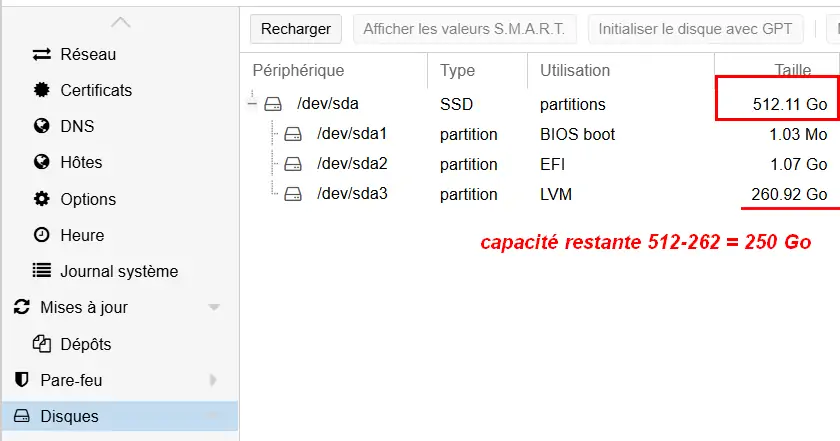 Recharger Afficher les valeurs S.M.A.R.T. Initialiser le disque avec GPT
Réseau
Certificats
DNS
Hôtes
Options
Heure
Journal système
Mises à jour
Dépôts
Pare-feu
Disques
Périphérique Type Utilisation Taille
/dev/sda SSD partitions 512.11 Go
/dev/sda1 partition BIOS boot 1.03 Mo
/dev/sda2 partition EFI 1.07 Go
/dev/sda3 partition LVM 260.92 Go
capacité restante 512-262 = 250 Go